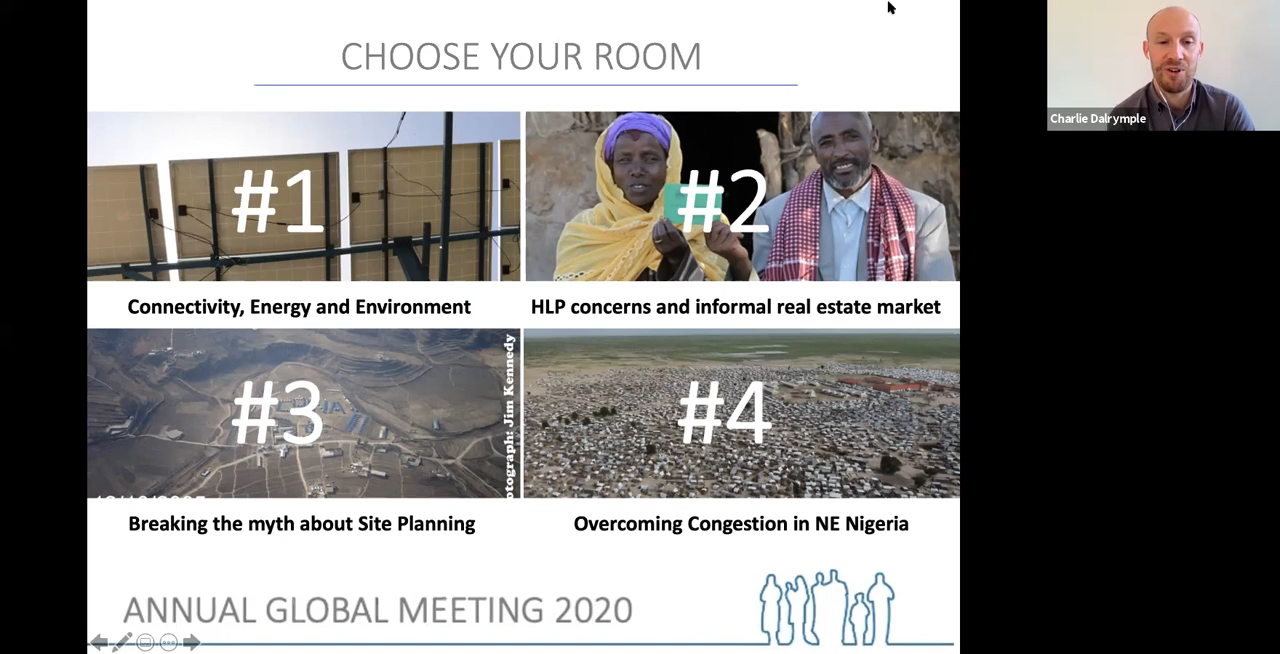 CHOOSE YOUR ROOM
Charlie Dalrymple
#1
#2
Connectivity, Energy and Environment
HLP concerns and informal real estate market
#3
Jim Kennedy
#4
Breaking the myth about Site Planning
Overcoming Congestion in NE Nigeria
ANNUAL GLOBAL MEETING 2020